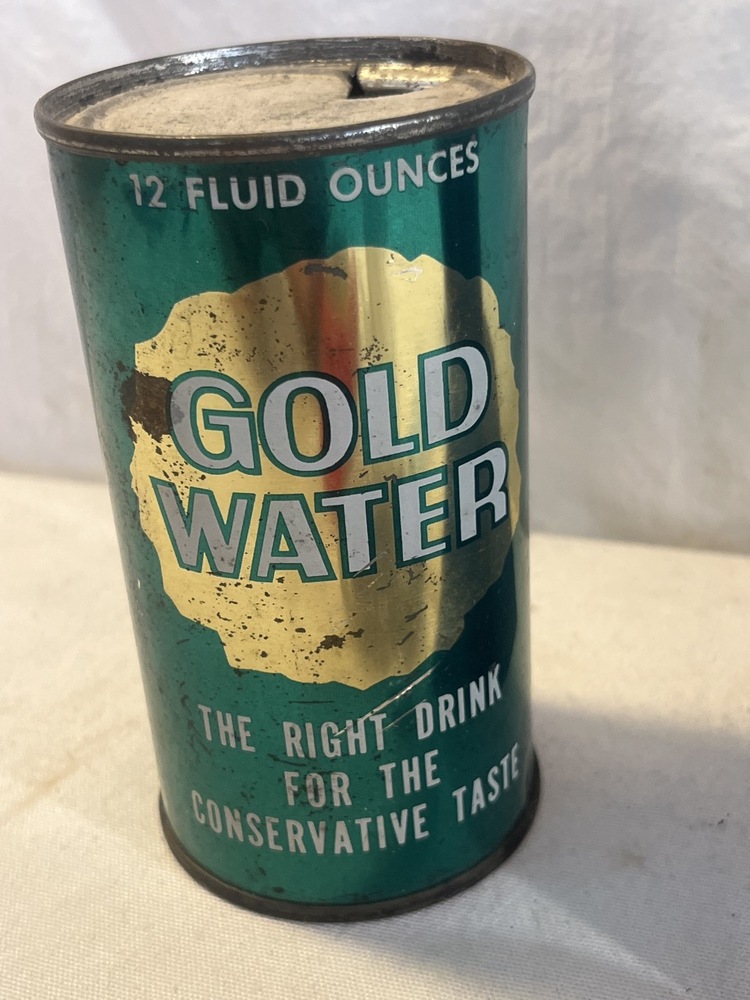 12 FLUID OUNCES
GOLD
WATER
THE RIGHT DRINK
FOR THE
CONSERVATIVE TASTE